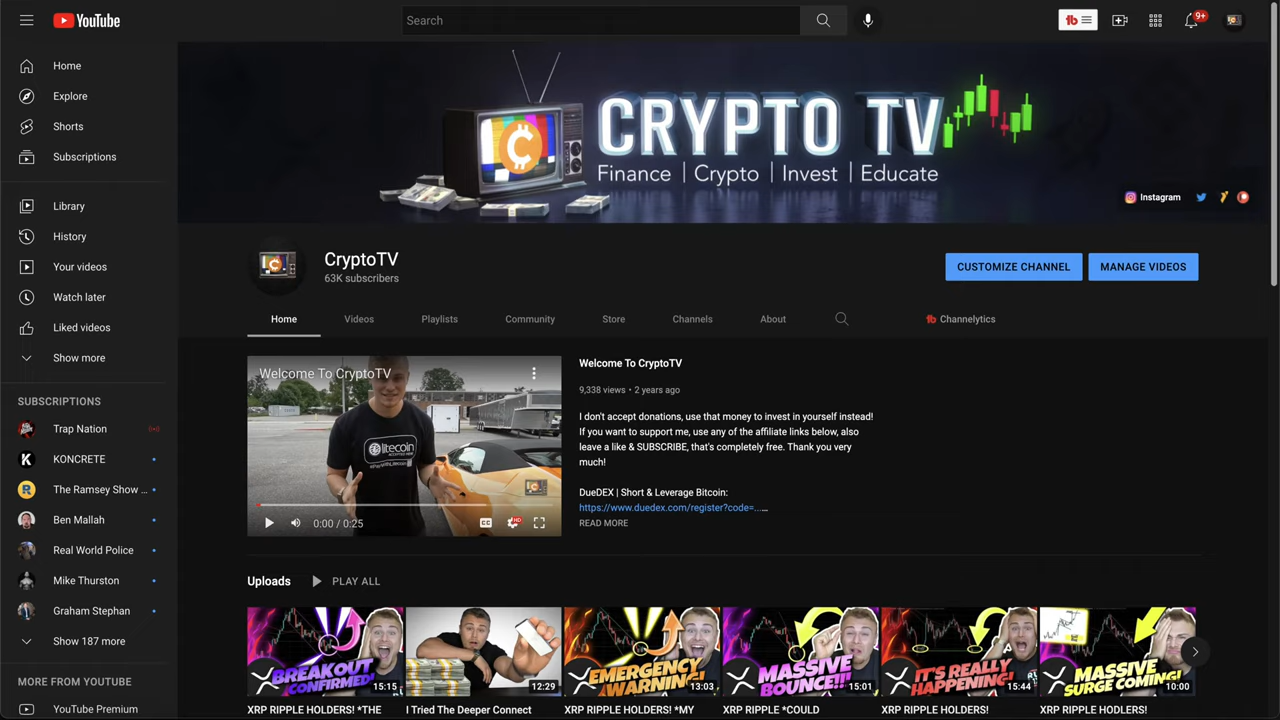 YouTube
Search
9+
Home
Explore
Shorts
Subscriptions
Library
History
Your videos
Watch later
Liked videos
Show more
SUBSCRIPTIONS
Trap Nation
KONCRETE
The Ramsey Show ...
Ben Mallah
Real World Police
Mike Thurston
Graham Stephan
Show 187 more
MORE FROM YOUTUBE
YouTube Premium
CRYPTO TV
Finance | Crypto | Invest | Educate
Instagram
CryptoTV
63K subscribers
CUSTOMIZE CHANNEL
MANAGE VIDEOS
Home
Videos
Playlists
Community
Store
Channels
About
Channelytics
Welcome To CryptoTV
litecoin
0:00 / 0:25
CC
HD
Welcome To CryptoTV
9,338 views • 2 years ago
I don't accept donations, use that money to invest in yourself instead!
If you want to support me, use any of the affiliate links below, also
leave a like & SUBSCRIBE, that's completely free. Thank you very
much!
DueDEX | Short & Leverage Bitcoin:
https://www.duedex.com/register?code=...…
READ MORE
Uploads
PLAY ALL
BREAKOUT
CONFIRMED!
15:15
XRP RIPPLE HOLDERS! *THE
12:29
I Tried The Deeper Connect
EMERGENCY
WARNING!
13:03
XRP RIPPLE HOLDERS! *MY
MASSIVE
BOUNCE!!!
15:01
XRP RIPPLE *COULD
IT'S REALLY
HAPPENING!
15:44
XRP RIPPLE HOLDERS!
MASSIVE
SURGE COMING!
10:00
XRP RIPPLE HODLERS!